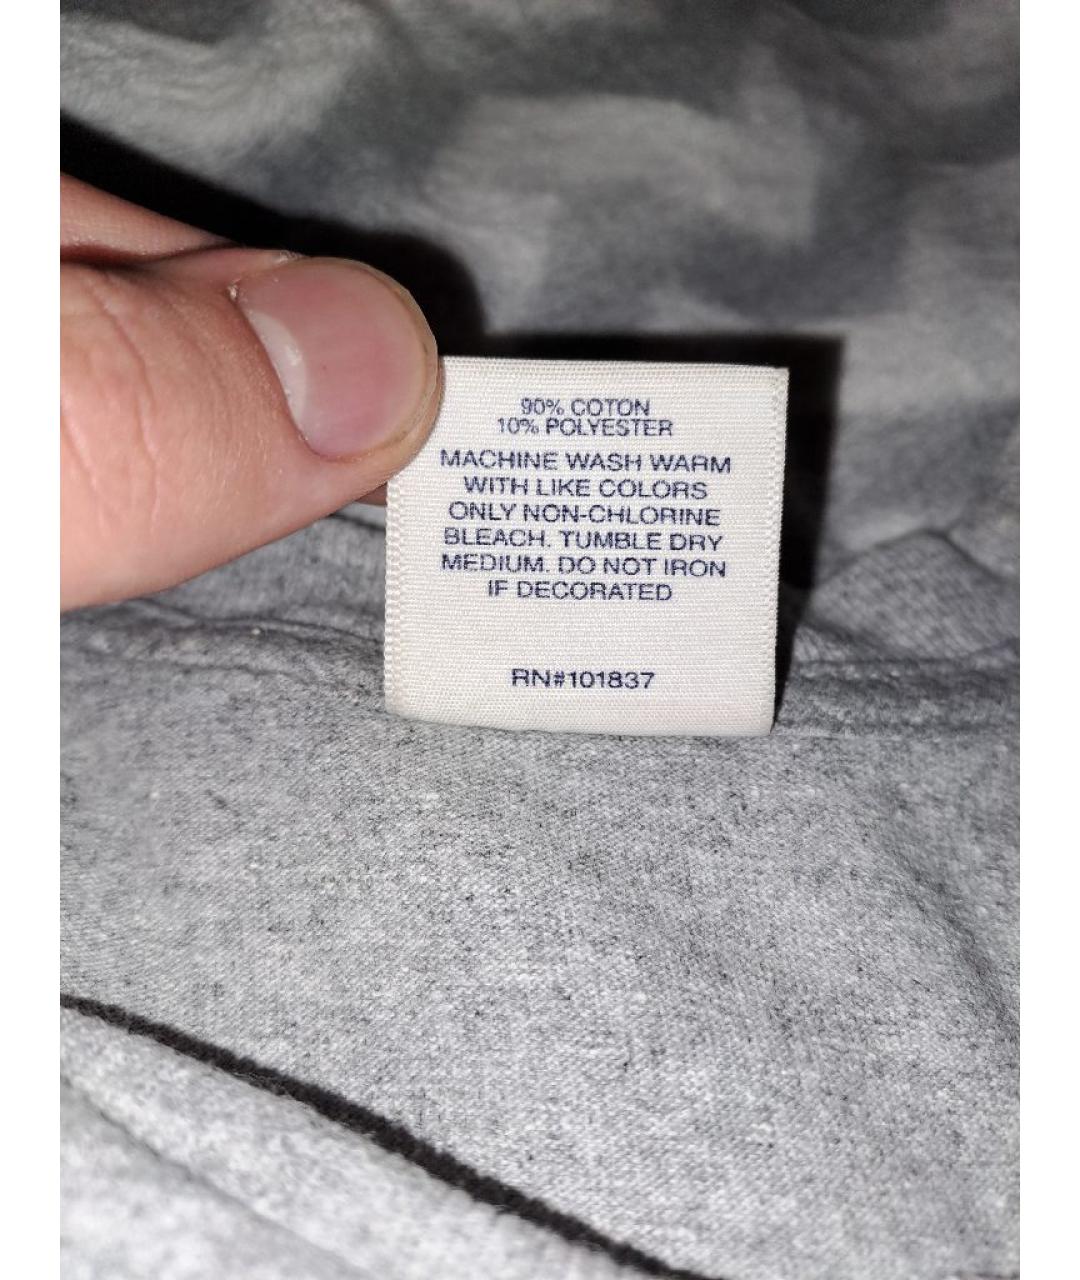 90% COTON
10% POLYESTER
MACHINE WASH WARM
WITH LIKE COLORS
ONLY NON-CHLORINE
BLEACH. TUMBLE DRY
MEDIUM. DO NOT IRON
IF DECORATED
RN#101837